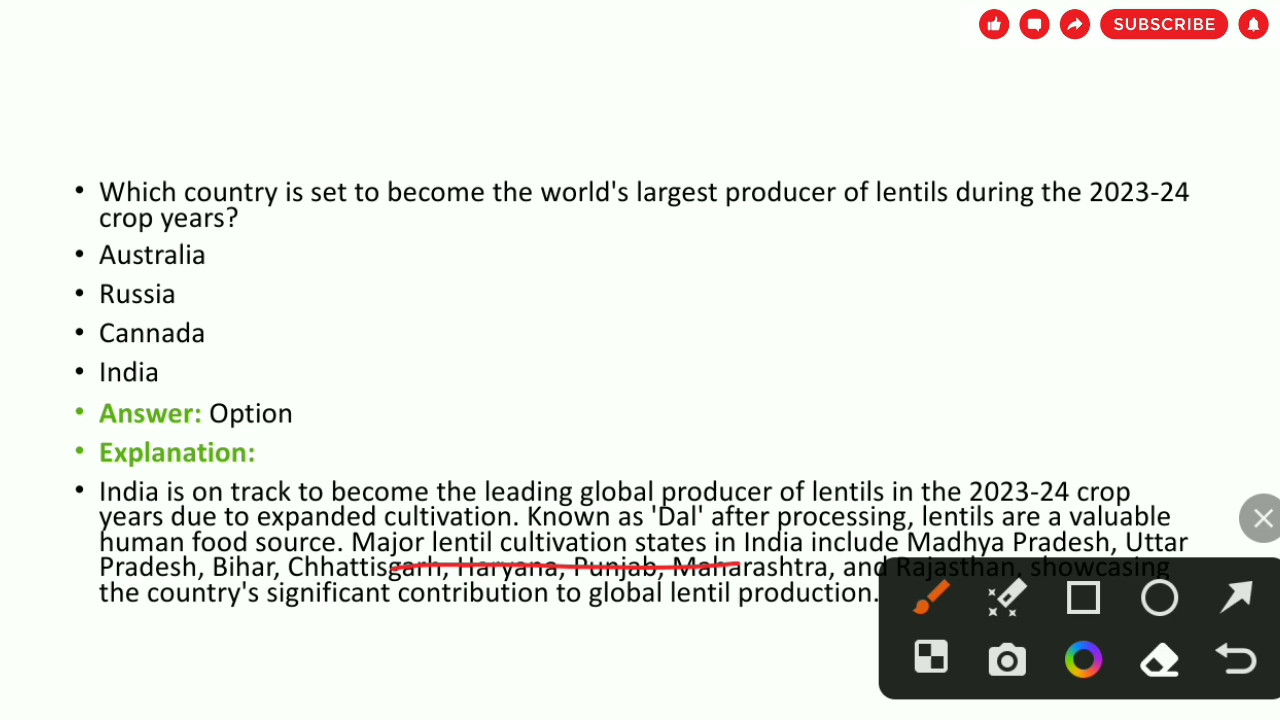 SUBSCRIBE
• Which country is set to become the world's largest producer of lentils during the 2023-24
crop years?
• Australia
• Russia
• Cannada
• India
• Answer: Option
• Explanation:
• India is on track to become the leading global producer of lentils in the 2023-24 crop
years due to expanded cultivation. Known as 'Dal' after processing, lentils are a valuable
human food source. Major lentil cultivation states in India include Madhya Pradesh, Uttar
Pradesh, Bihar, Chhattisgarh, Haryana, Punjab, Maharashtra, and Rajasthan, showcasing
the country's significant contribution to global lentil production.